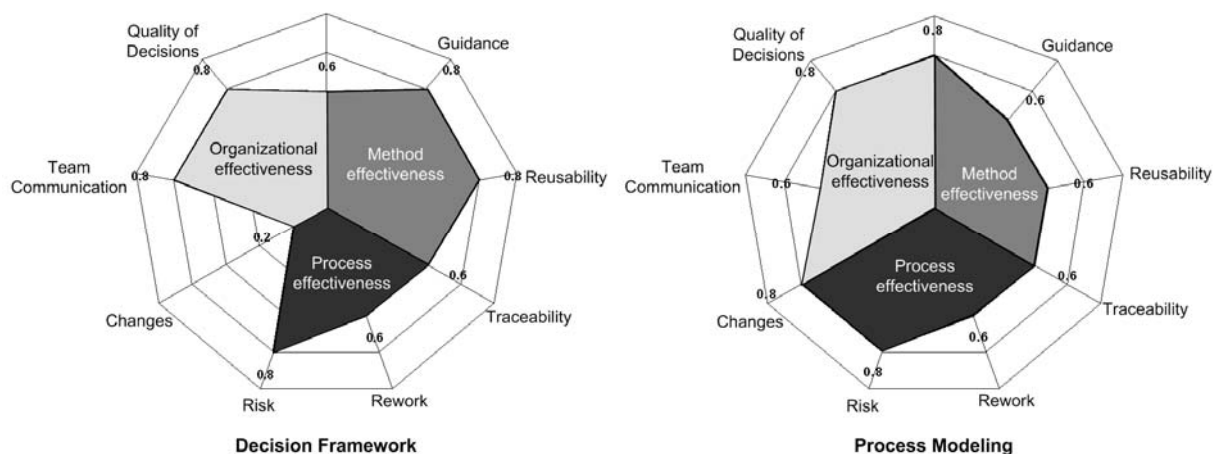 Quality of
Decisions
0.8
0.6
Guidance
0.8
Team
Communication
0.8
Organizational
effectiveness
Method
effectiveness
0.8
Reusability
0.2
Process
effectiveness
0.6
Traceability
Changes
0.6
0.8
Risk
Rework
Decision Framework
0.8
Quality of
Decisions
0.8
Guidance
0.6
Team
Communication
0.6
Organizational
effectiveness
Method
effectiveness
0.6
Reusability
Process
effectiveness
0.6
Traceability
0.8
Changes
0.6
0.8
Risk
Rework
Process Modeling